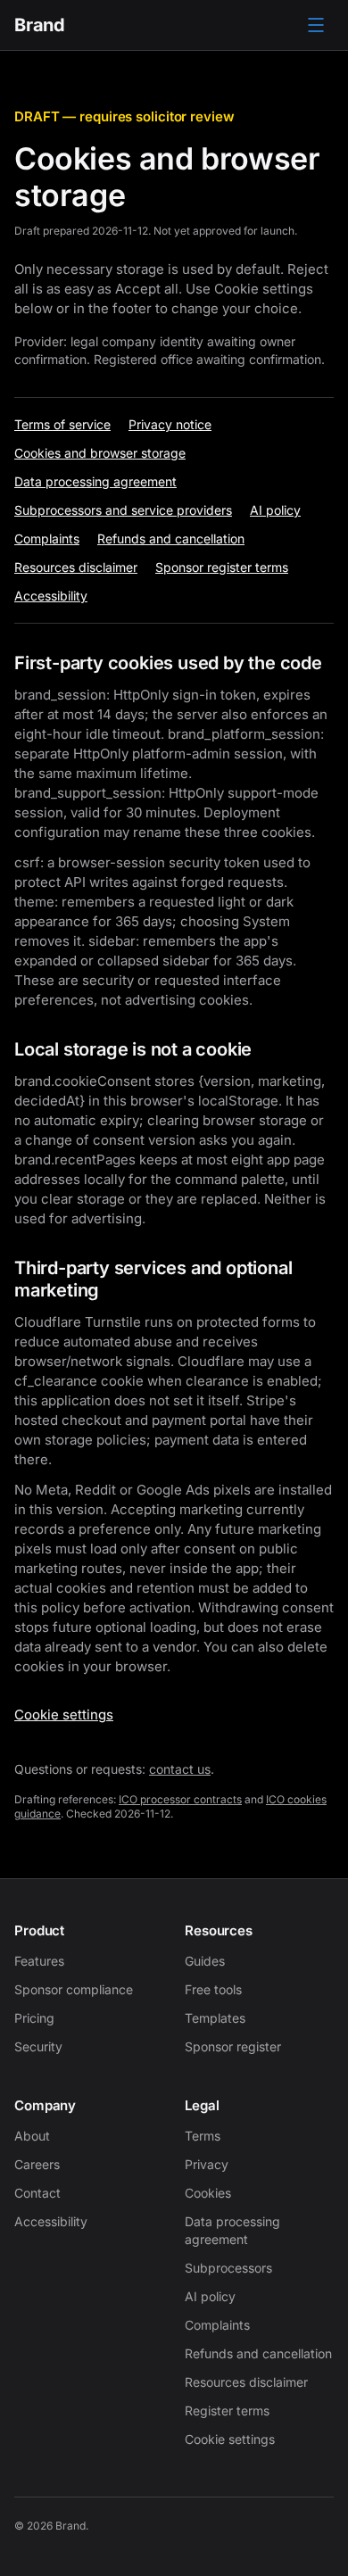 Brand
DRAFT — requires solicitor review
Cookies and browser
storage
Draft prepared 2026-11-12. Not yet approved for launch.
Only necessary storage is used by default. Reject
all is as easy as Accept all. Use Cookie settings
below or in the footer to change your choice.
Provider: legal company identity awaiting owner
confirmation. Registered office awaiting confirmation.
Terms of service Privacy notice
Cookies and browser storage
Data processing agreement
Subprocessors and service providers AI policy
Complaints Refunds and cancellation
Resources disclaimer Sponsor register terms
Accessibility
First-party cookies used by the code
brand_session: HttpOnly sign-in token, expires
after at most 14 days; the server also enforces an
eight-hour idle timeout. brand_platform_session:
separate HttpOnly platform-admin session, with
the same maximum lifetime.
brand_support_session: HttpOnly support-mode
session, valid for 30 minutes. Deployment
configuration may rename these three cookies.
csrf: a browser-session security token used to
protect API writes against forged requests.
theme: remembers a requested light or dark
appearance for 365 days; choosing System
removes it. sidebar: remembers the app's
expanded or collapsed sidebar for 365 days.
These are security or requested interface
preferences, not advertising cookies.
Local storage is not a cookie
brand.cookieConsent stores {version, marketing,
decidedAt} in this browser's localStorage. It has
no automatic expiry; clearing browser storage or
a change of consent version asks you again.
brand.recentPages keeps at most eight app page
addresses locally for the command palette, until
you clear storage or they are replaced. Neither is
used for advertising.
Third-party services and optional
marketing
Cloudflare Turnstile runs on protected forms to
reduce automated abuse and receives
browser/network signals. Cloudflare may use a
cf_clearance cookie when clearance is enabled;
this application does not set it itself. Stripe's
hosted checkout and payment portal have their
own storage policies; payment data is entered
there.
No Meta, Reddit or Google Ads pixels are installed
in this version. Accepting marketing currently
records a preference only. Any future marketing
pixels must load only after consent on public
marketing routes, never inside the app; their
actual cookies and retention must be added to
this policy before activation. Withdrawing consent
stops future optional loading, but does not erase
data already sent to a vendor. You can also delete
cookies in your browser.
Cookie settings
Questions or requests: contact us.
Drafting references: ICO processor contracts and ICO cookies
guidance. Checked 2026-11-12.
Product
Features
Sponsor compliance
Pricing
Security
Resources
Guides
Free tools
Templates
Sponsor register
Company
About
Careers
Contact
Accessibility
Legal
Terms
Privacy
Cookies
Data processing
agreement
Subprocessors
AI policy
Complaints
Refunds and cancellation
Resources disclaimer
Register terms
Cookie settings
© 2026 Brand.